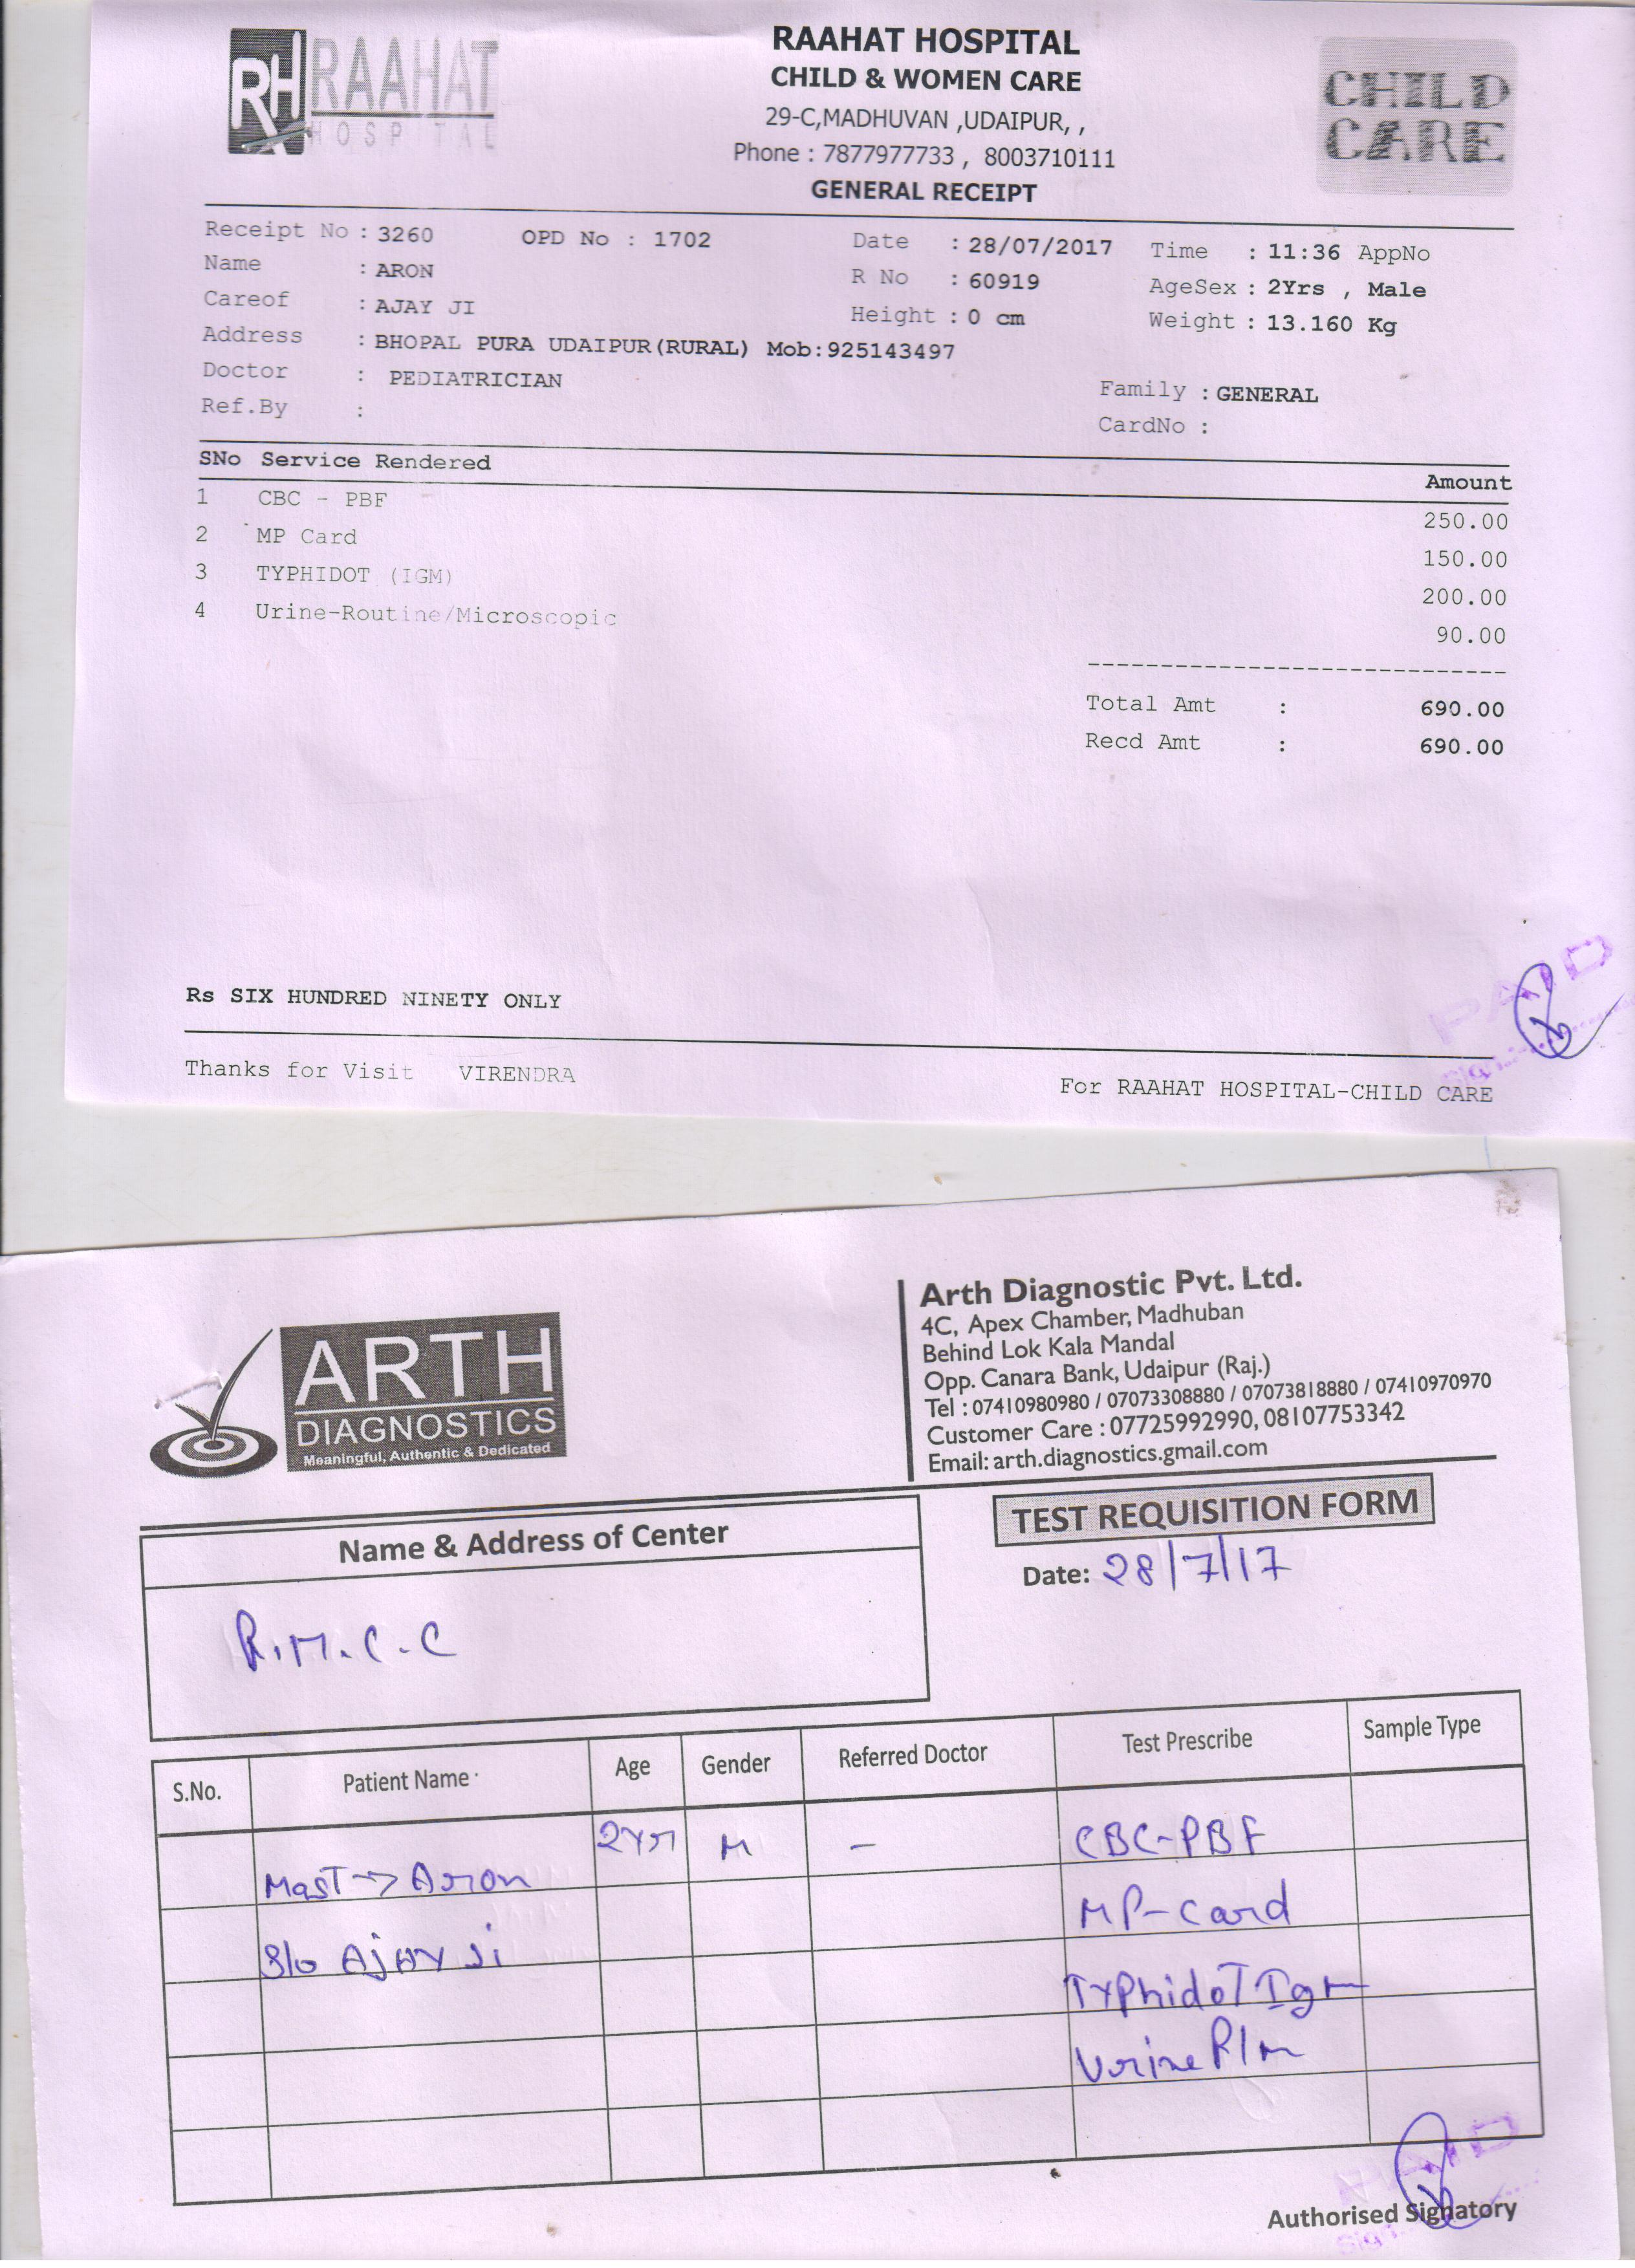 RH RAAHAT HOSPITAL
RAAHAT HOSPITAL
CHILD & WOMEN CARE
29-C,MADHUVAN ,UDAIPUR, ,
Phone : 7877977733 , 8003710111
GENERAL RECEIPT
CHILD CARE
Receipt No : 3260 OPD No : 1702 Date : 28/07/2017 Time : 11:36 AppNo
Name : ARON R No : 60919 AgeSex : 2Yrs , Male
Careof : AJAY JI Height : 0 cm Weight : 13.160 Kg
Address : BHOPAL PURA UDAIPUR(RURAL) Mob:925143497
Doctor : PEDIATRICIAN Family : GENERAL
Ref.By : CardNo :
SNo Service Rendered Amount
1 CBC - PBF 250.00
2 MP Card 150.00
3 TYPHIDOT (IGM) 200.00
4 Urine-Routine/Microscopic 90.00
Total Amt : 690.00
Recd Amt : 690.00
Rs SIX HUNDRED NINETY ONLY
PAID
Sign.
Thanks for Visit VIRENDRA For RAAHAT HOSPITAL-CHILD CARE
ARTH
DIAGNOSTICS
Meaningful, Authentic & Dedicated
Arth Diagnostic Pvt. Ltd.
4C, Apex Chamber, Madhuban
Behind Lok Kala Mandal
Opp. Canara Bank, Udaipur (Raj.)
Tel : 07410980980 / 07073308880 / 07073818880 / 07410970970
Customer Care : 07725992990, 08107753342
Email: arth.diagnostics.gmail.com
Name & Address of Center
R.M.C.C
TEST REQUISITION FORM
Date: 28/7/17
S.No. Patient Name Age Gender Referred Doctor Test Prescribe Sample Type
Mast → Aron 2Yr M - CBC-PBF
S/o Ajay Ji MP-card
Typhidot Igm
Urine R/m
PAID
Sign.
Authorised Signatory